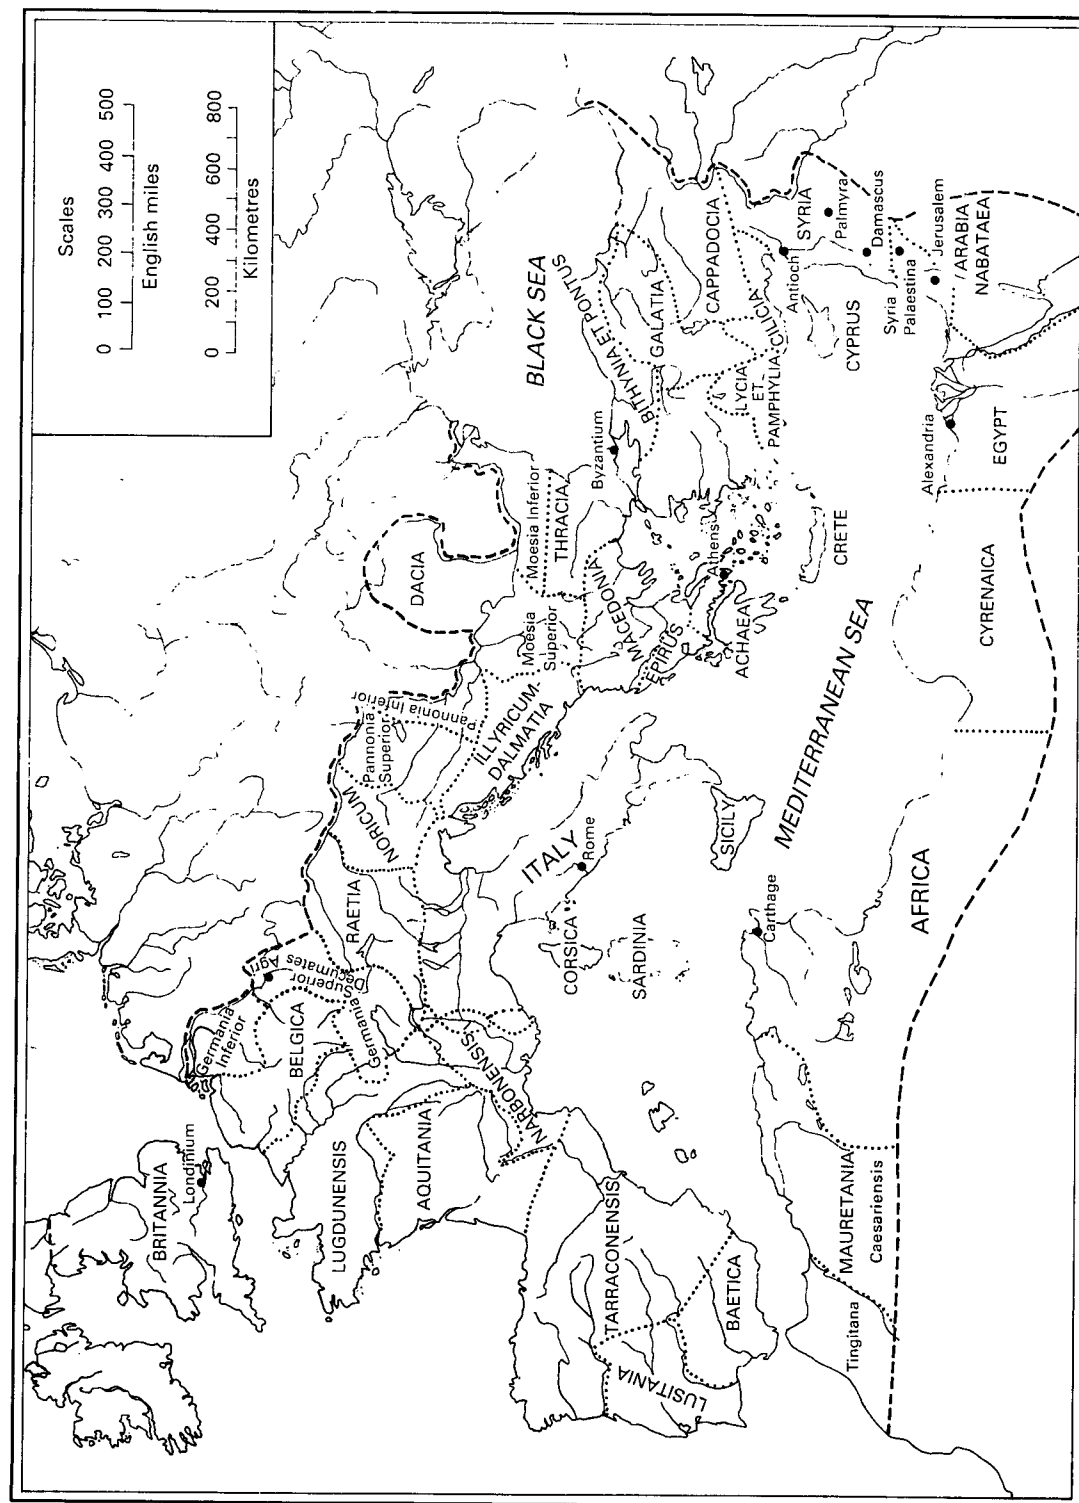 Scales
0 100 200 300 400 500
English miles
0 200 400 600 800
Kilometres
BRITANNIA
Londinium
Germania
Inferior
BELGICA
LUGDUNENSIS
Germania
Superior
Decumates Agri
RAETIA
NORICUM
Pannonia
Superior
Pannonia Inferior
DACIA
AQUITANIA
NARBONENSIS
ILLYRICUM-
DALMATIA
Moesia
Superior
Moesia Inferior
THRACIA
BLACK SEA
ITALY
Rome
CORSICA
SARDINIA
SICILY
MACEDONIA
EPIRUS
ACHAEA
Athens
Byzantium
BITHYNIA ET PONTUS
GALATIA
CAPPADOCIA
LYCIA
ET
PAMPHYLIA
CILICIA
TARRACONENSIS
LUSITANIA
BAETICA
MEDITERRANEAN SEA
CRETE
CYPRUS
Antioch
SYRIA
Palmyra
Damascus
Syria
Palaestina
Jerusalem
ARABIA
NABATAEA
Tingitana
MAURETANIA
Caesariensis
Carthage
AFRICA
CYRENAICA
Alexandria
EGYPT